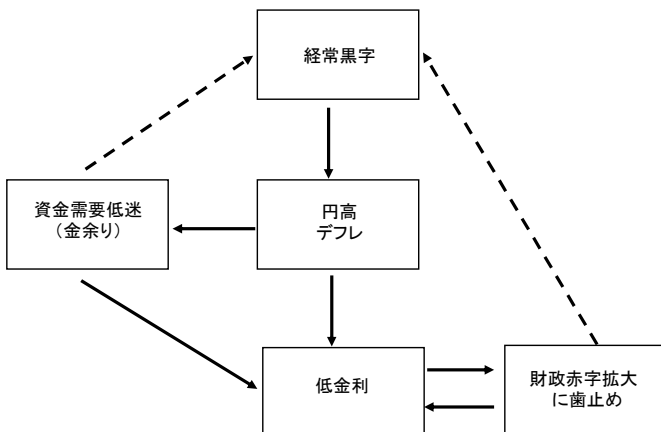 経常黒字
資金需要低迷
（金余り）
円高
デフレ
低金利
財政赤字拡大
に歯止め